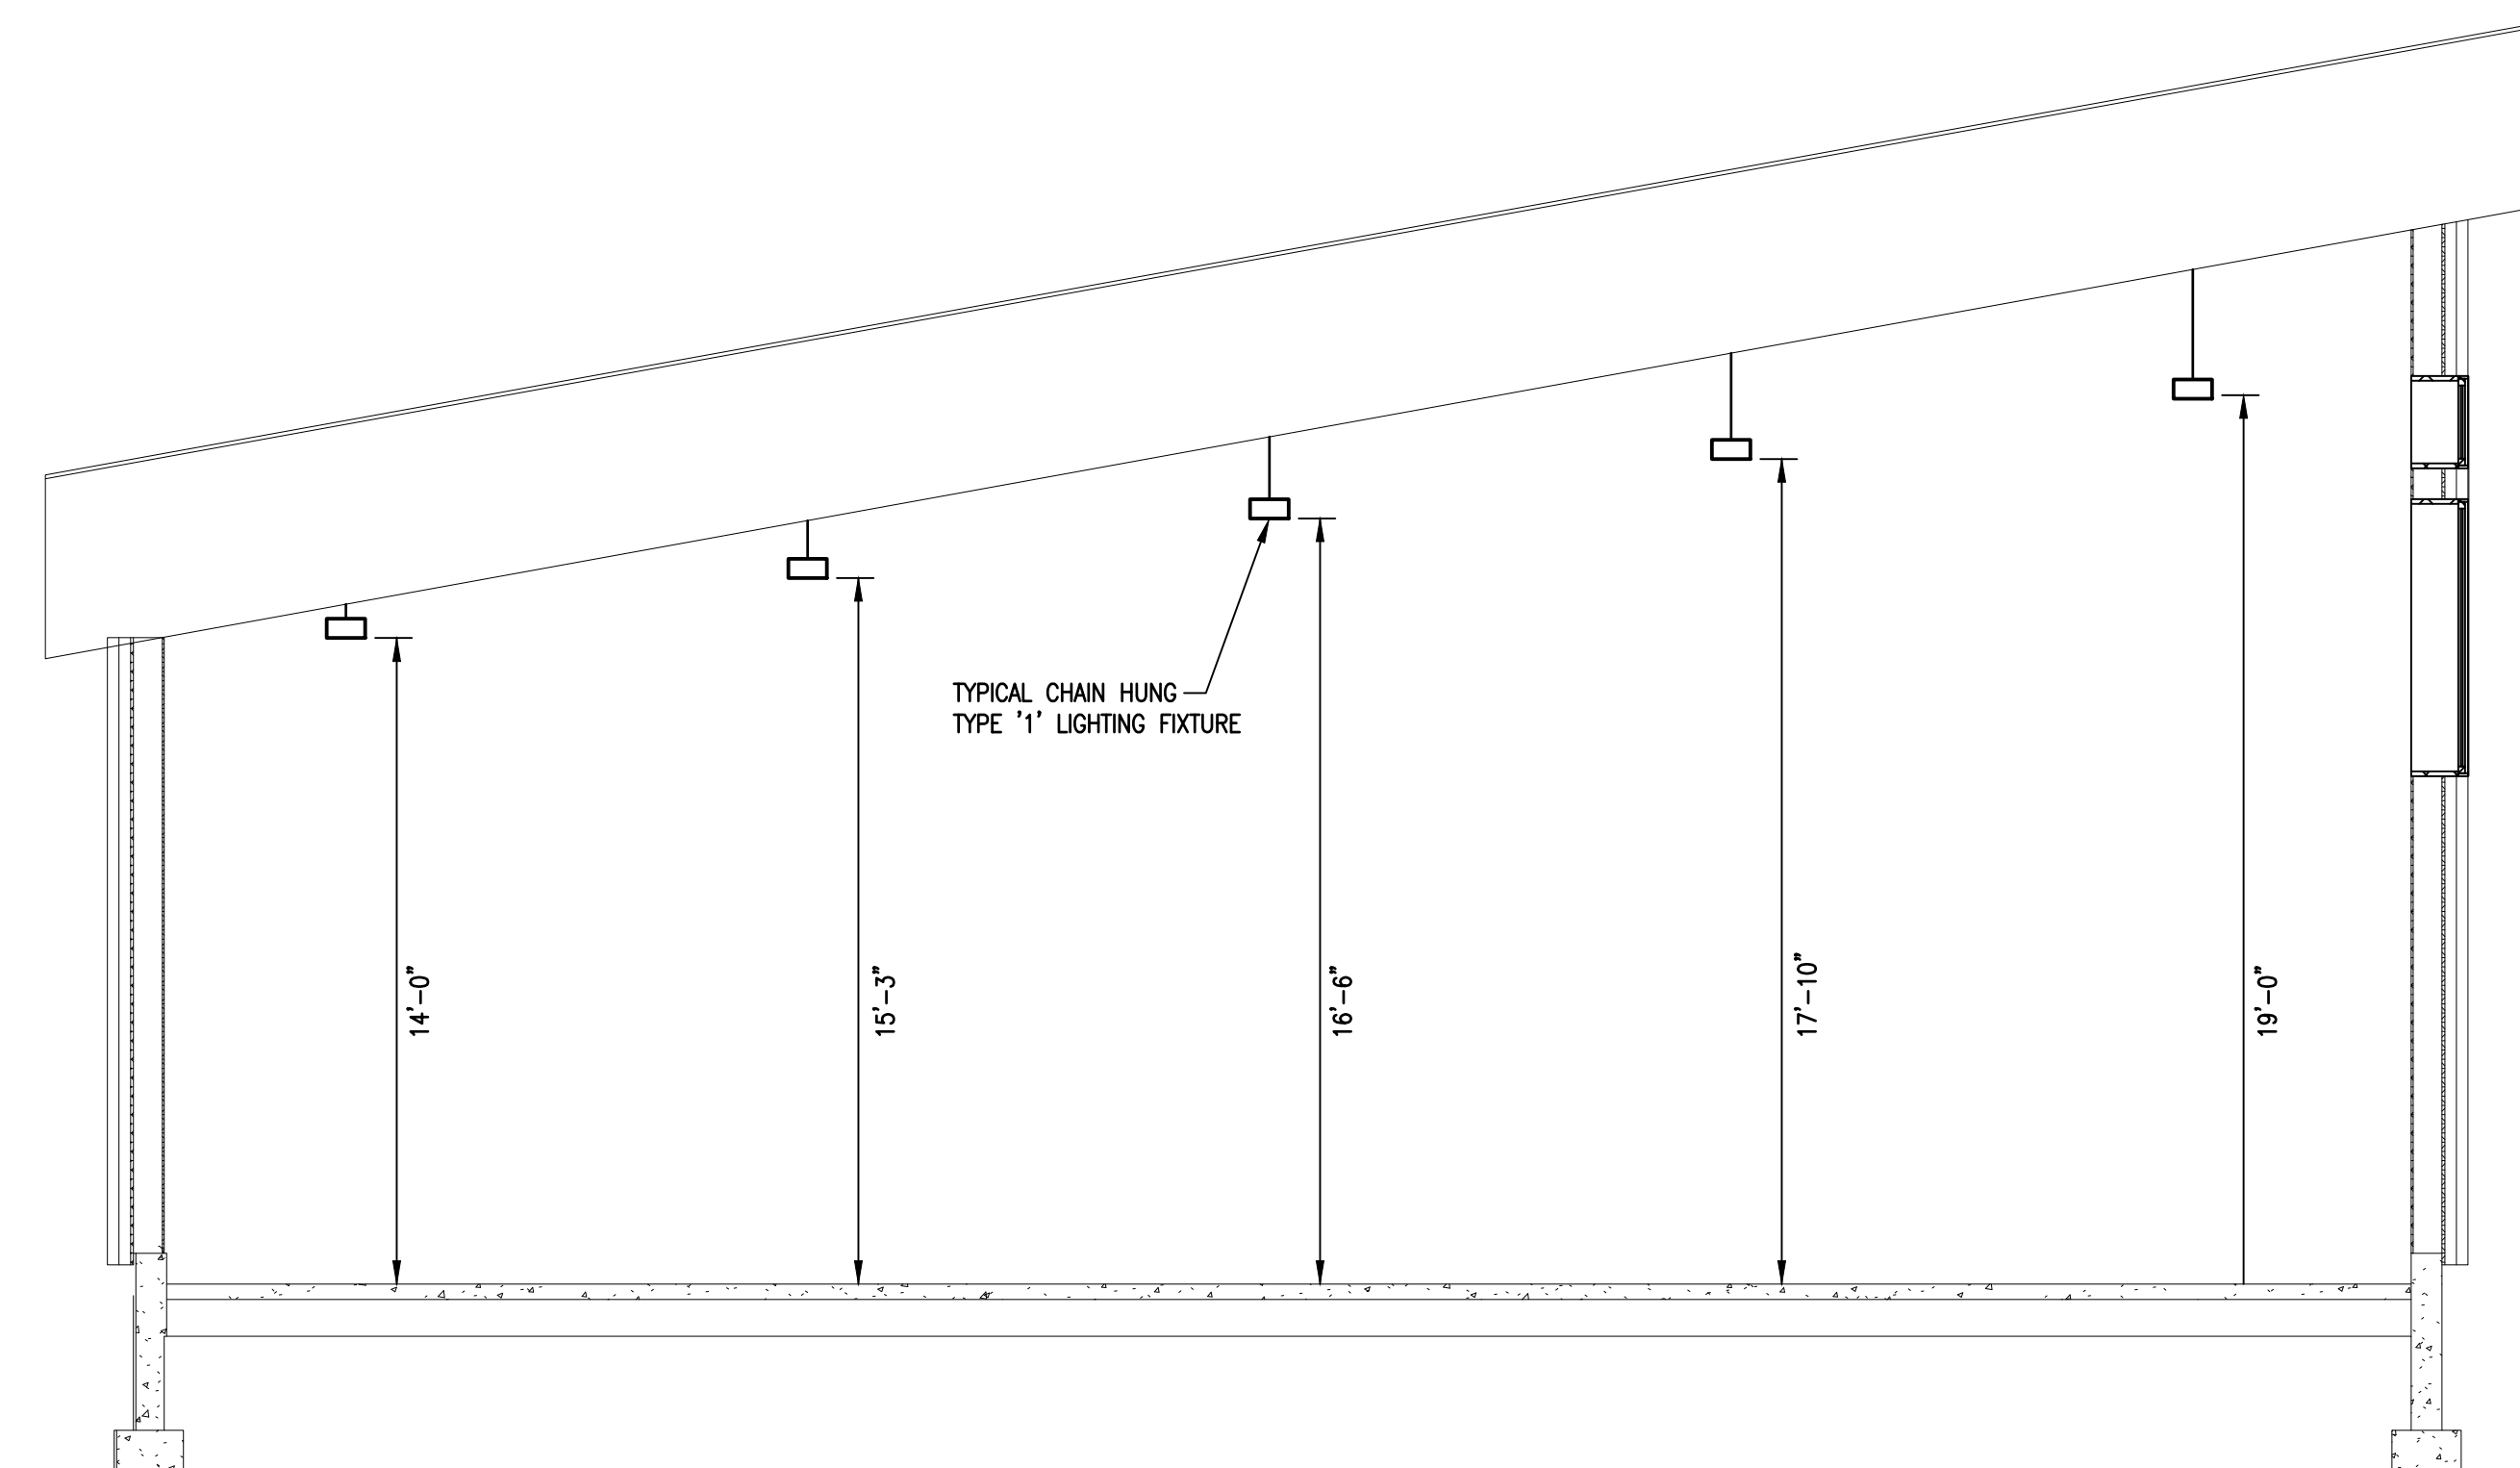 TYPICAL CHAIN HUNG
TYPE '1' LIGHTING FIXTURE
14'-0"
15'-3"
16'-6"
17'-10"
19'-0"